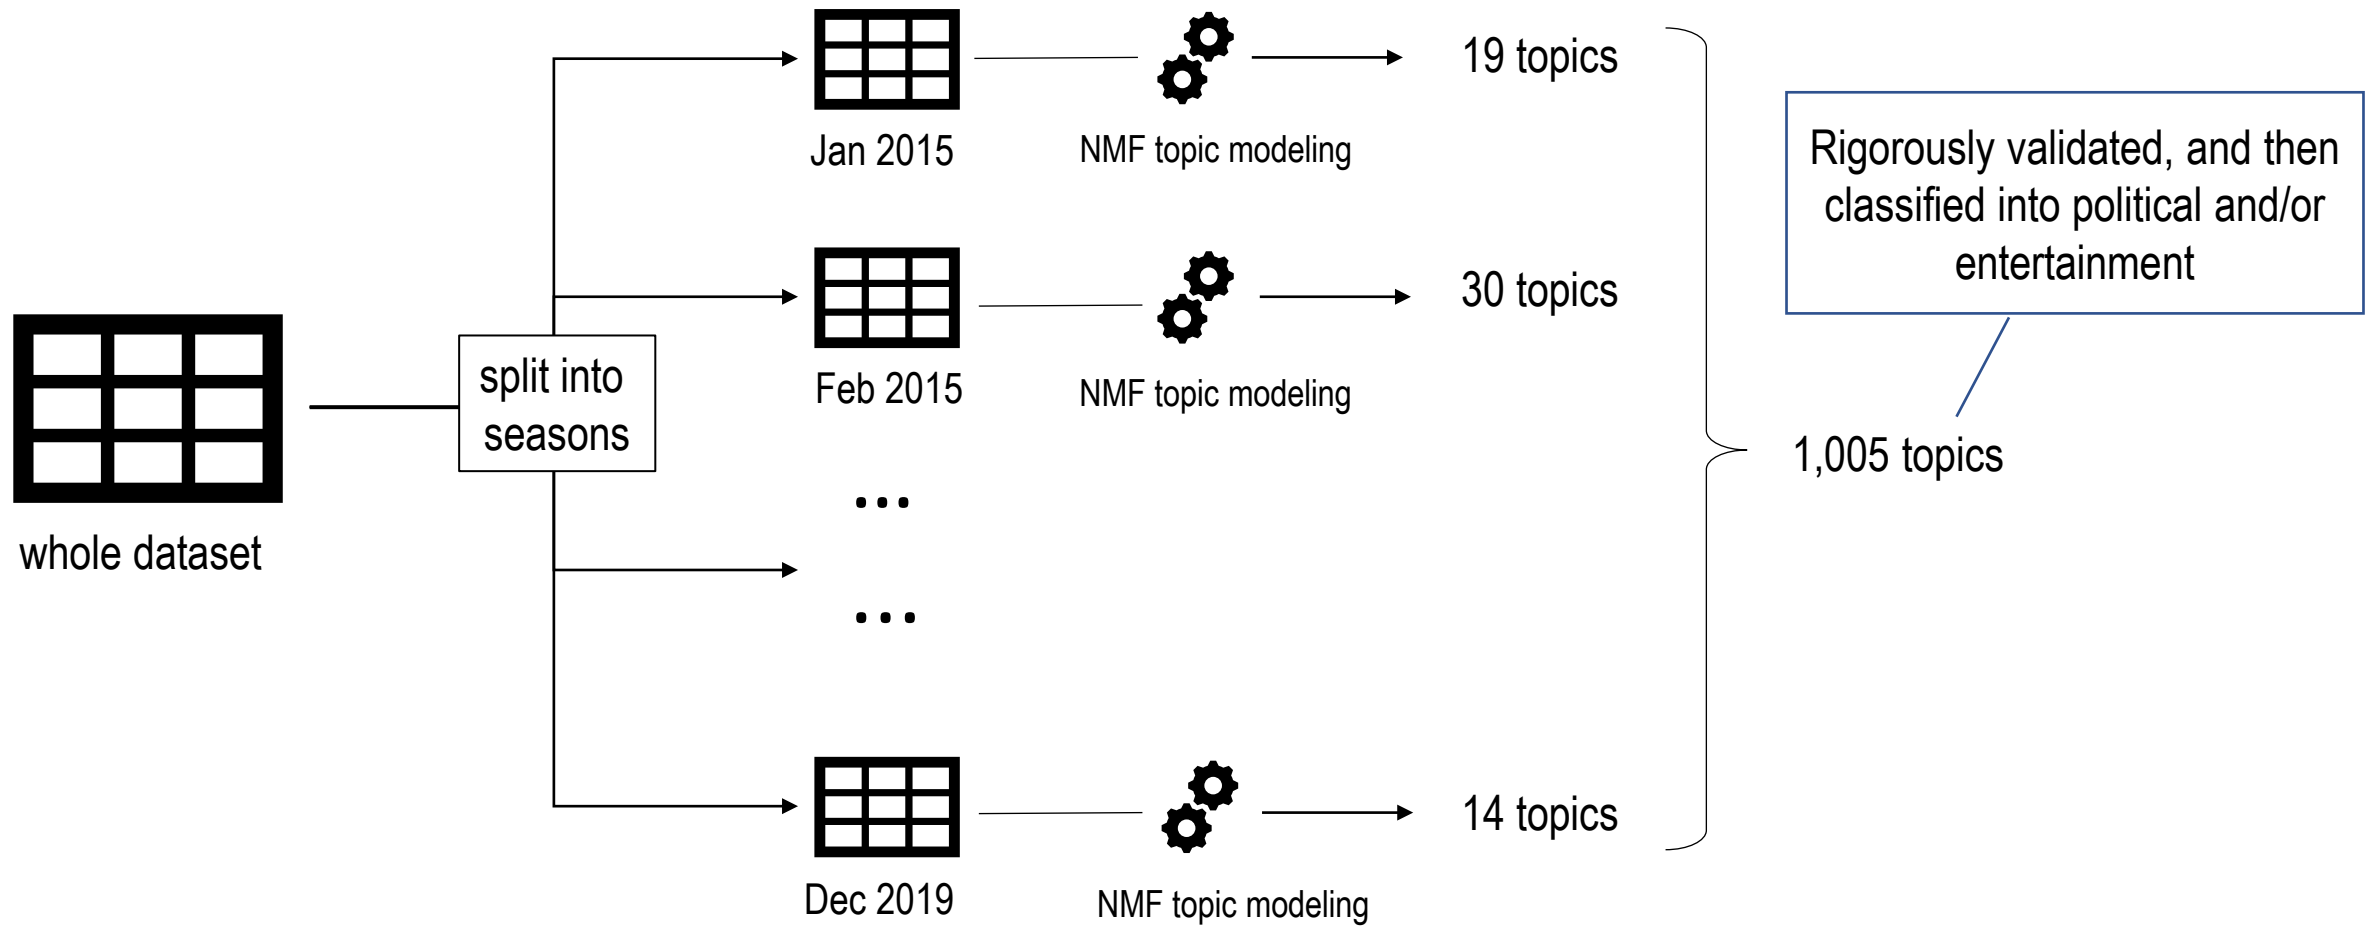 19 topics
Jan 2015
NMF topic modeling
Rigorously validated, and then
classified into political and/or
entertainment
30 topics
split into
seasons
Feb 2015
NMF topic modeling
1,005 topics
...
whole dataset
...
14 topics
Dec 2019
NMF topic modeling